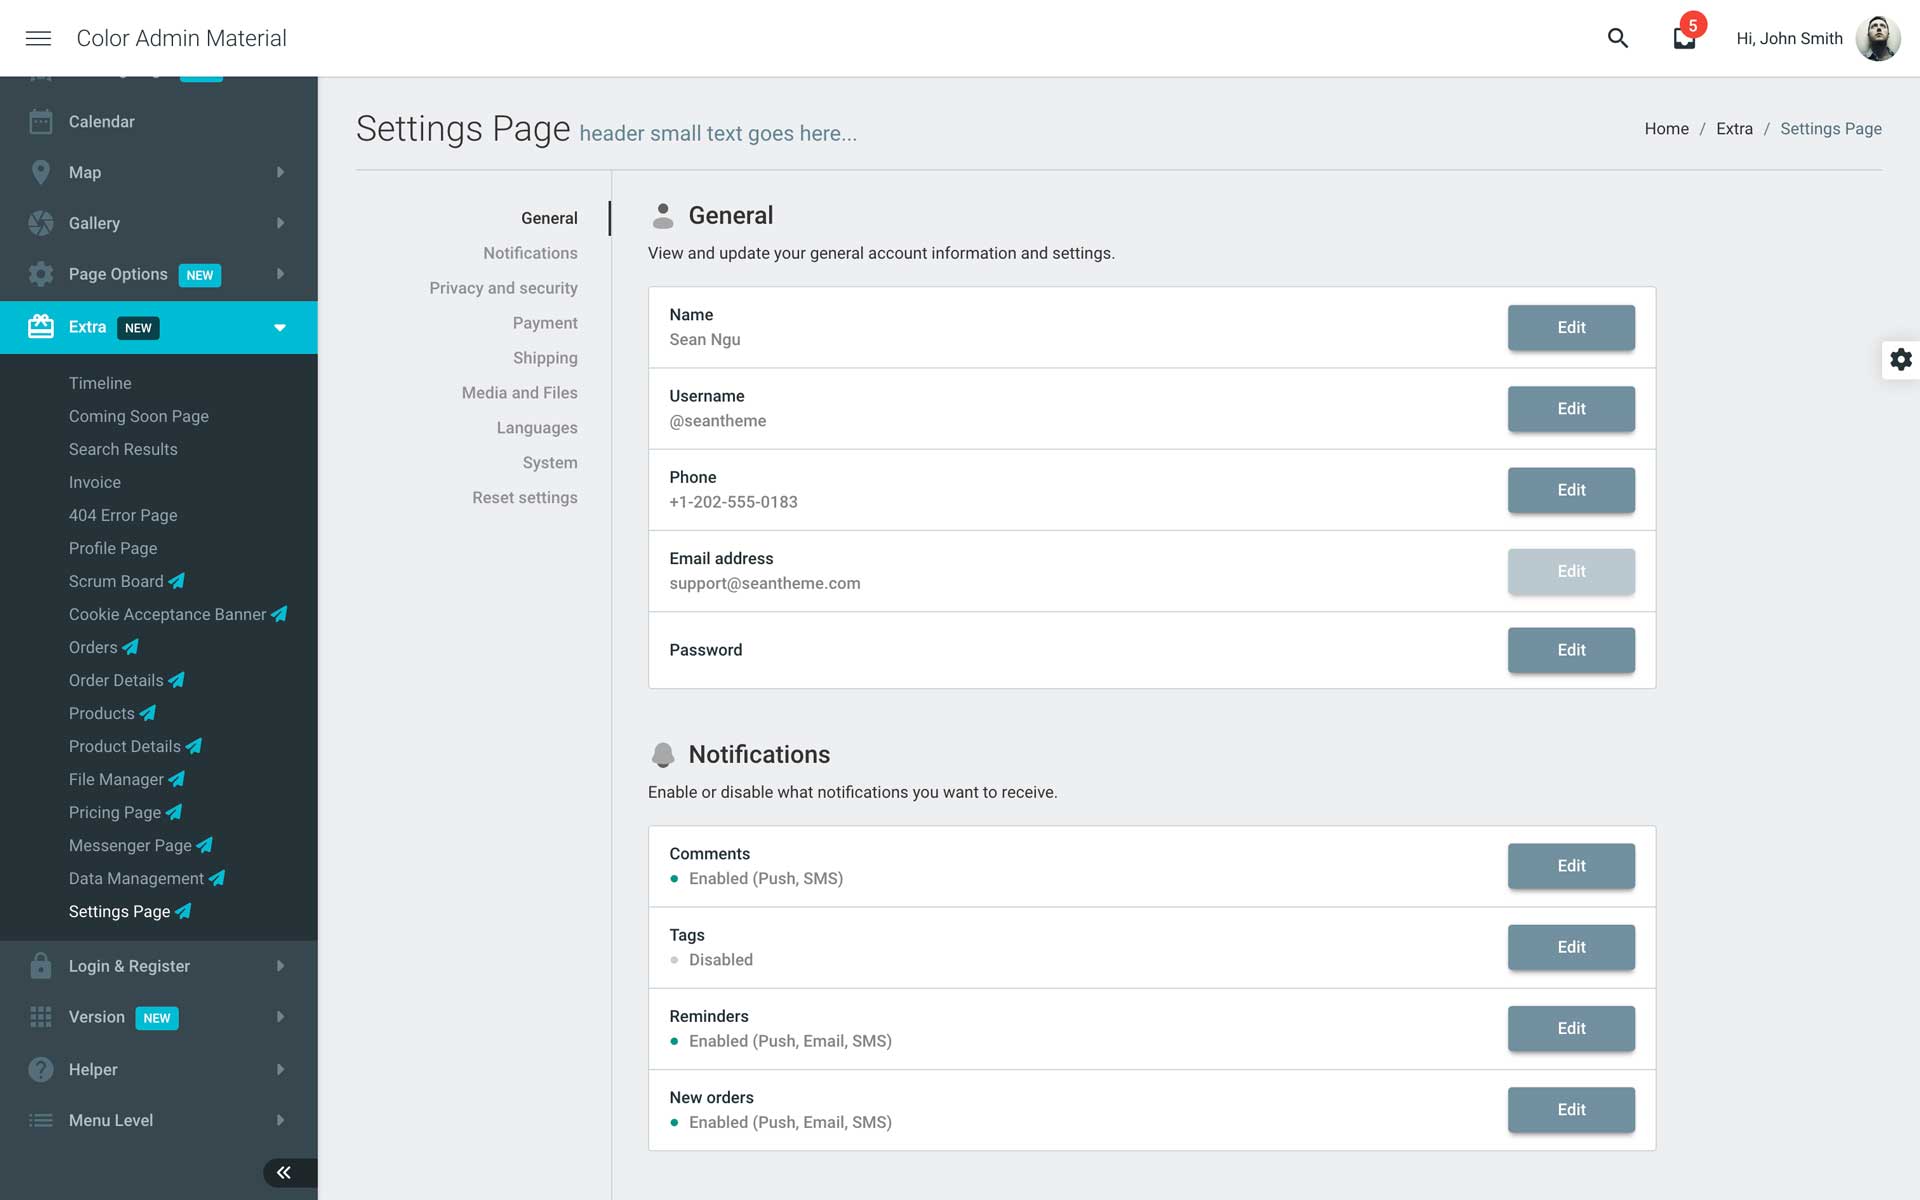 Color Admin Material
5
Hi, John Smith
Calendar
Map
Gallery
Page Options NEW
Extra NEW
Timeline
Coming Soon Page
Search Results
Invoice
404 Error Page
Profile Page
Scrum Board
Cookie Acceptance Banner
Orders
Order Details
Products
Product Details
File Manager
Pricing Page
Messenger Page
Data Management
Settings Page
Login & Register
Version NEW
Helper
Menu Level
Settings Page header small text goes here...
Home / Extra / Settings Page
General
Notifications
Privacy and security
Payment
Shipping
Media and Files
Languages
System
Reset settings
General
View and update your general account information and settings.
Name
Sean Ngu
Edit
Username
@seantheme
Edit
Phone
+1-202-555-0183
Edit
Email address
support@seantheme.com
Edit
Password
Edit
Notifications
Enable or disable what notifications you want to receive.
Comments
Enabled (Push, SMS)
Edit
Tags
Disabled
Edit
Reminders
Enabled (Push, Email, SMS)
Edit
New orders
Enabled (Push, Email, SMS)
Edit